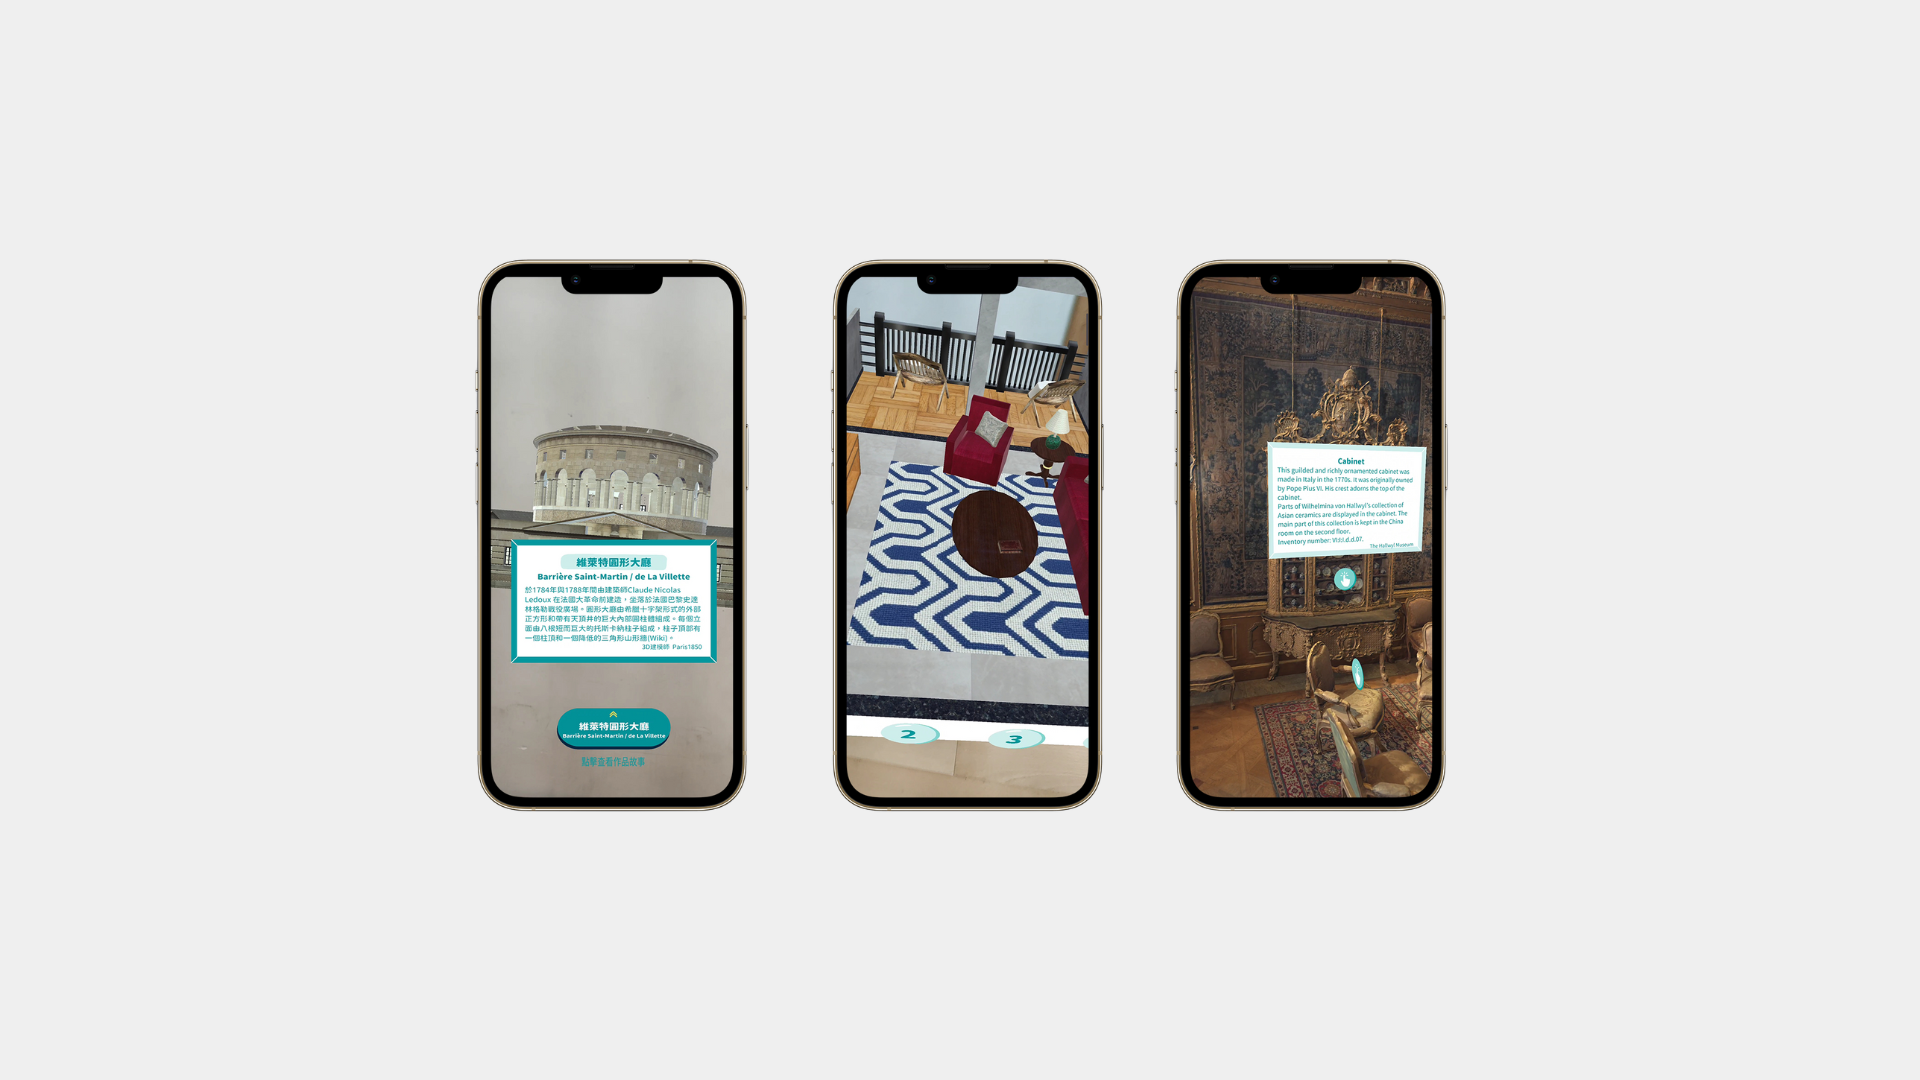 維萊特圓形大廳
Barrière Saint-Martin / de La Villette
於1784年與1788年間由建築師Claude Nicolas
Ledoux 在法國大革命前建造，坐落於法國巴黎史達
林格勒戰役廣場。圓形大廳由希臘十字架形式的外部
正方形和帶有天頂井的巨大內部圓柱體組成。每個立
面由八根短而巨大的托斯卡納柱子組成，柱子頂部有
一個柱頂和一個降低的三角形山形牆(Wiki)。
3D建模師 Paris1850
維萊特圓形大廳
Barrière Saint-Martin / de La Villette
點擊查看作品故事
2
3
Cabinet
This guilded and richly ornamented cabinet was
made in Italy in the 1770s. It was originally owned
by Pope Pius VI. His crest adorns the top of the
cabinet.
Parts of Wilhelmina von Hallwyl's collection of
Asian ceramics are displayed in the cabinet. The
main part of this collection is kept in the China
room on the second floor.
Inventory number:
The Hallwyl Museum